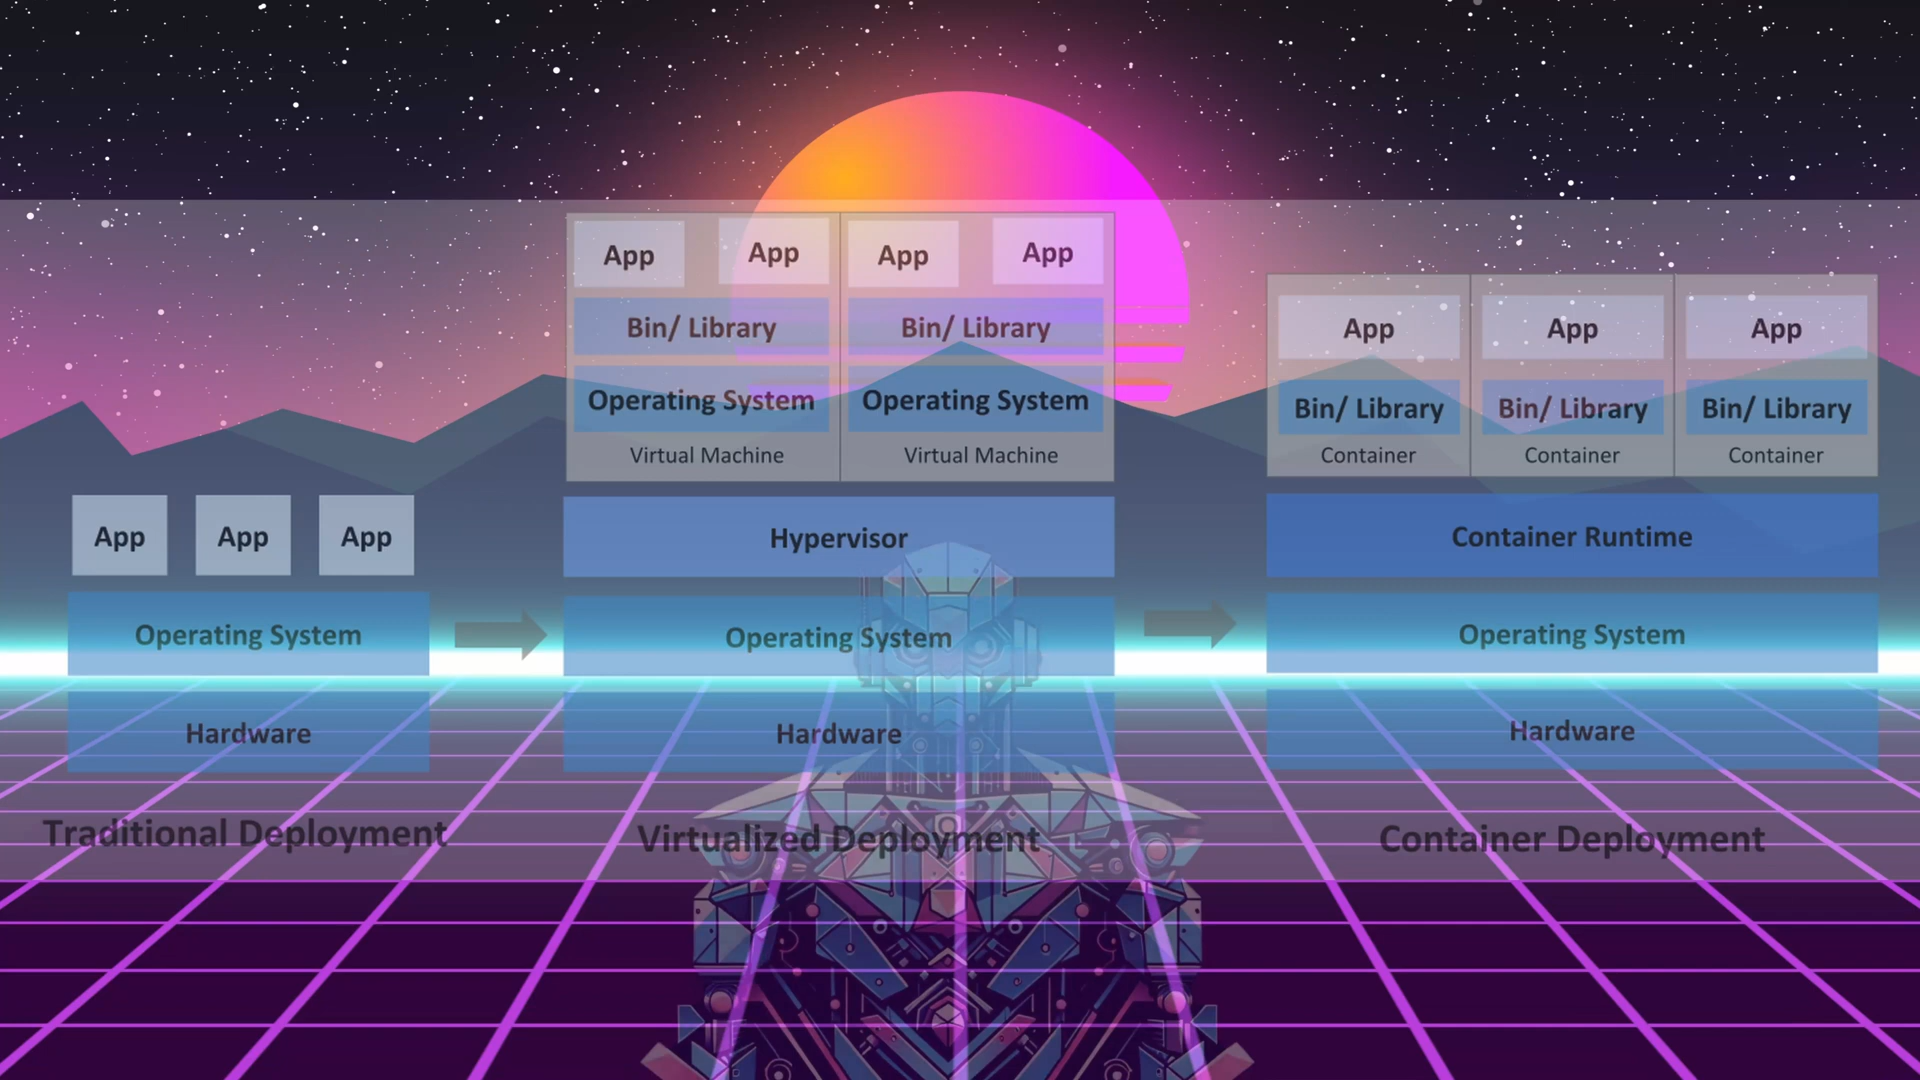 App
App
App
Operating System
Hardware
Traditional Deployment
App
App
App
App
Bin/ Library
Bin/ Library
Operating System
Operating System
Virtual Machine
Virtual Machine
Hypervisor
Operating System
Hardware
Virtualized Deployment
App
App
App
Bin/ Library
Bin/ Library
Bin/ Library
Container
Container
Container
Container Runtime
Operating System
Hardware
Container Deployment